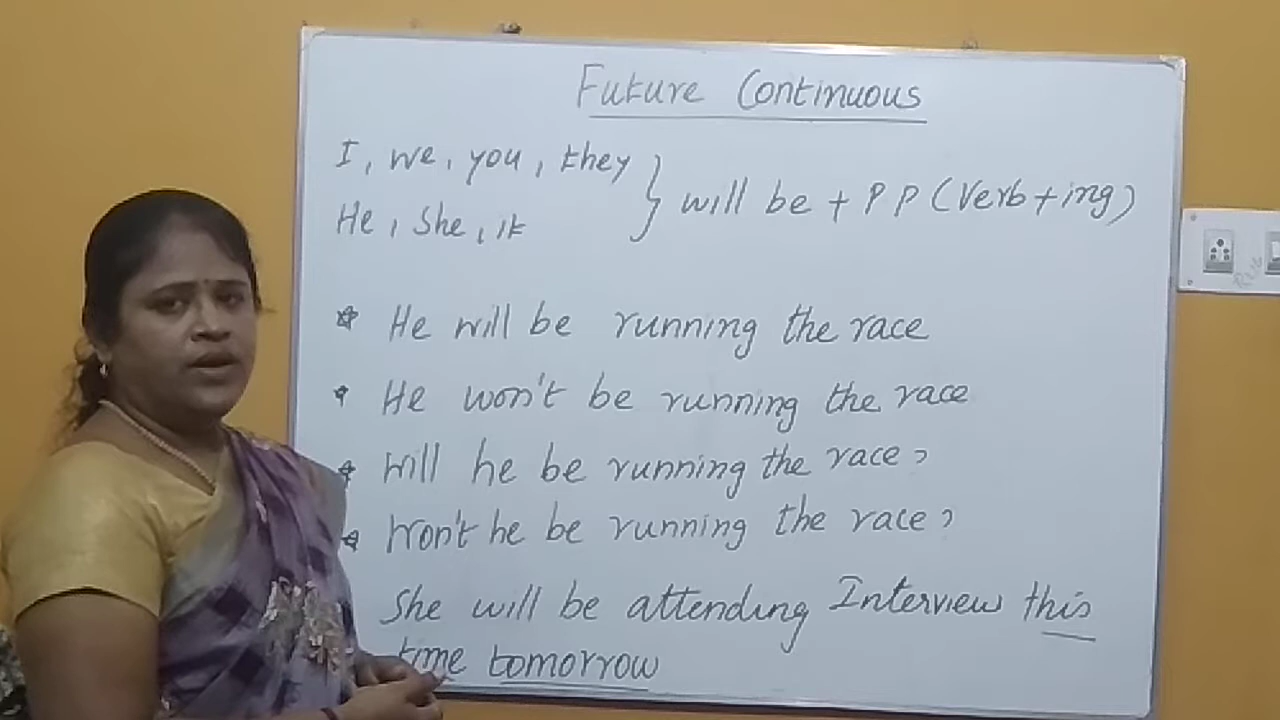 Future Continuous
I, we, you, they
He, She, it } will be + PP (Verb+ing)
* He will be running the race
* He won't be running the race
* Will he be running the race?
* Won't he be running the race?
She will be attending Interview this
time tomorrow